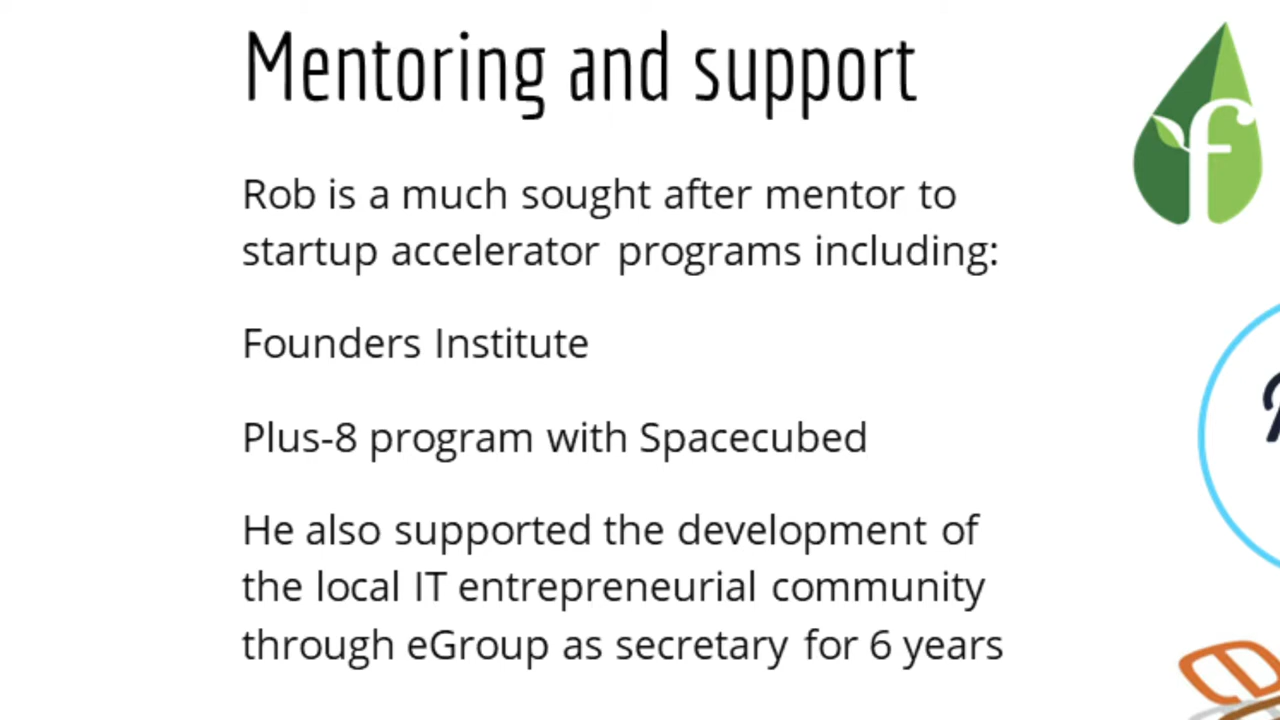 Mentoring and support
Rob is a much sought after mentor to
startup accelerator programs including:
Founders Institute
Plus-8 program with Spacecubed
He also supported the development of
the local IT entrepreneurial community
through eGroup as secretary for 6 years
f